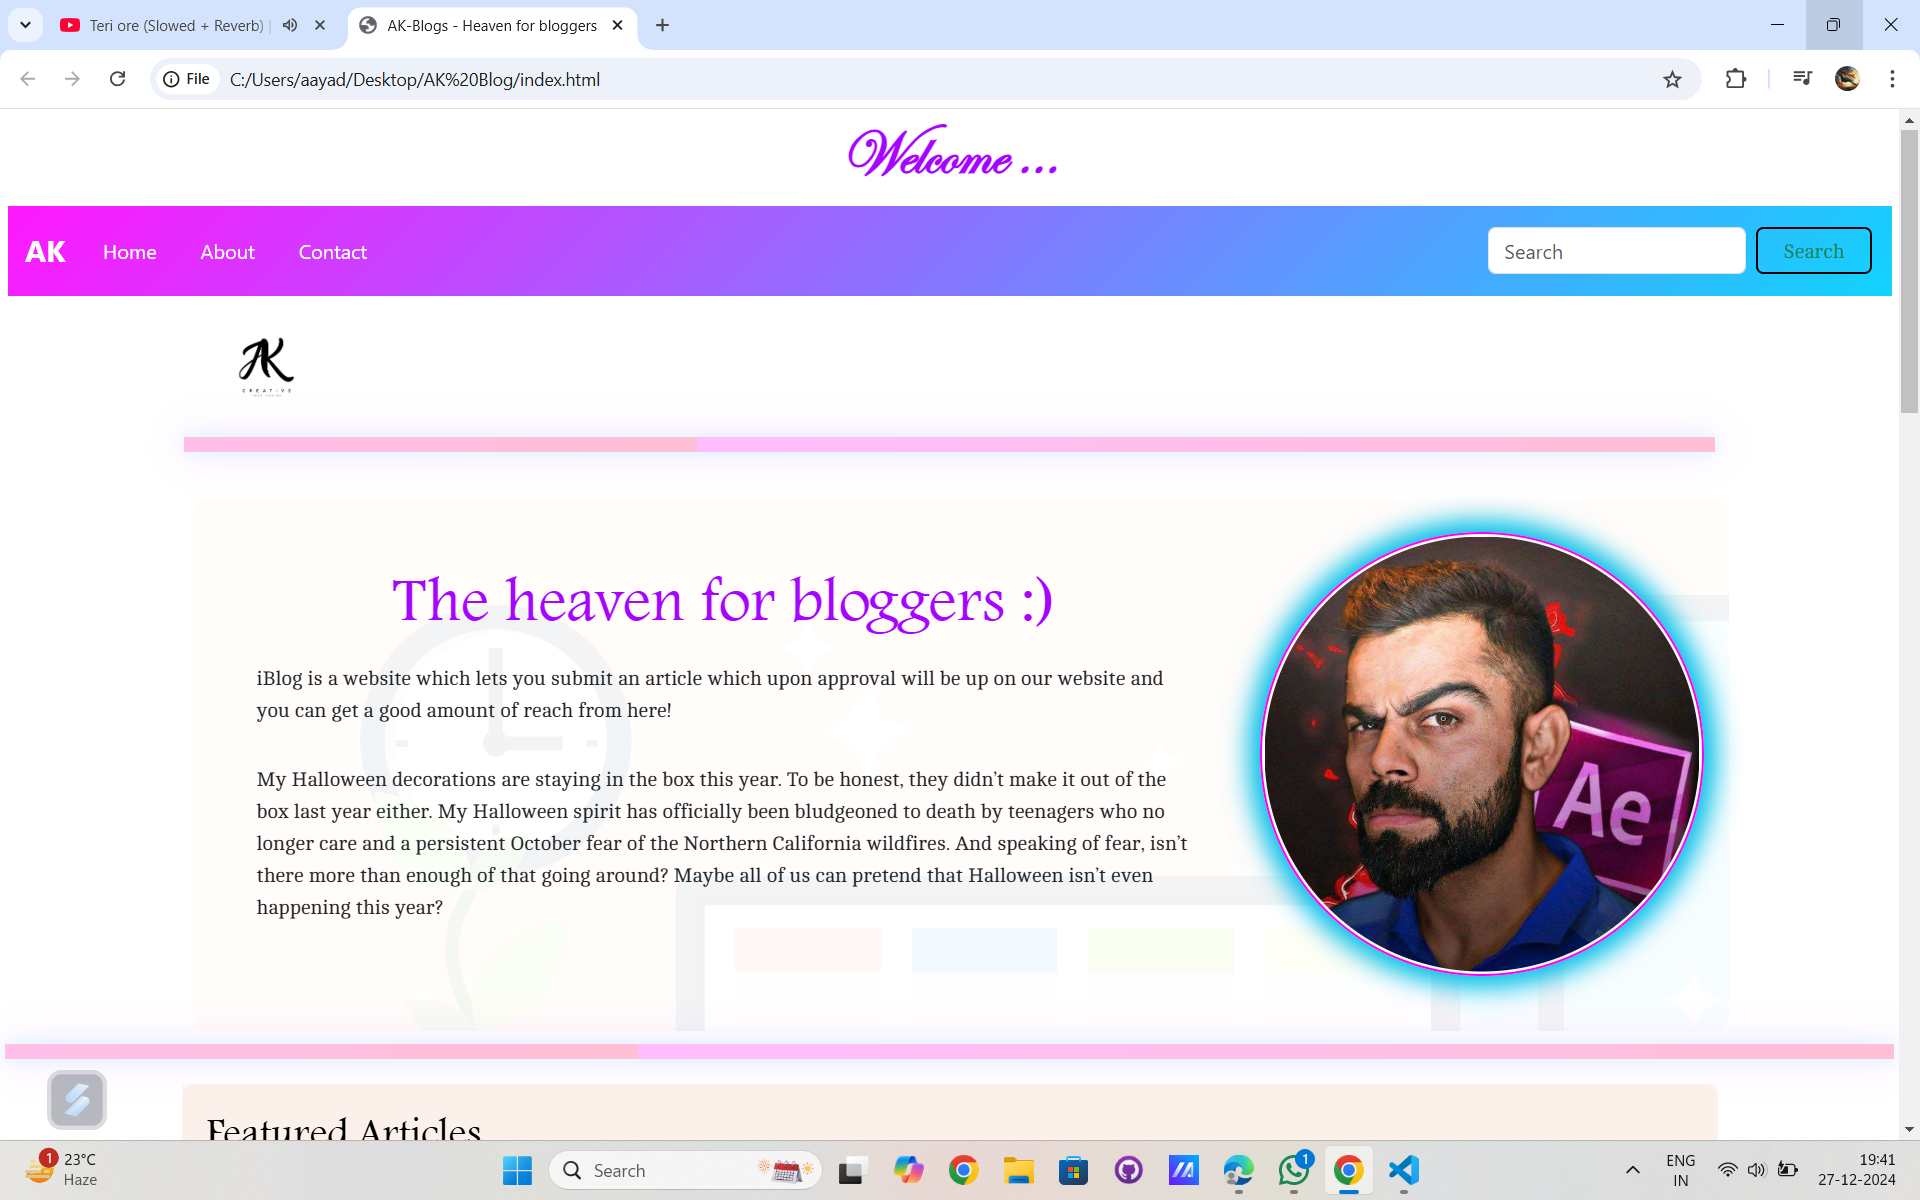 Teri ore (Slowed + Reverb) |
AK-Blogs - Heaven for bloggers
File
C:/Users/aayad/Desktop/AK%20Blog/index.html
Welcome ...
AK
Home
About
Contact
Search
Search
AK
CREATIVE
The heaven for bloggers :)
iBlog is a website which lets you submit an article which upon approval will be up on our website and
you can get a good amount of reach from here!
My Halloween decorations are staying in the box this year. To be honest, they didn’t make it out of the
box last year either. My Halloween spirit has officially been bludgeoned to death by teenagers who no
longer care and a persistent October fear of the Northern California wildfires. And speaking of fear, isn’t
there more than enough of that going around? Maybe all of us can pretend that Halloween isn’t even
happening this year?
Ae
Featured Articles
1
23°C
Haze
Search
1
ENG
IN
19:41
27-12-2024